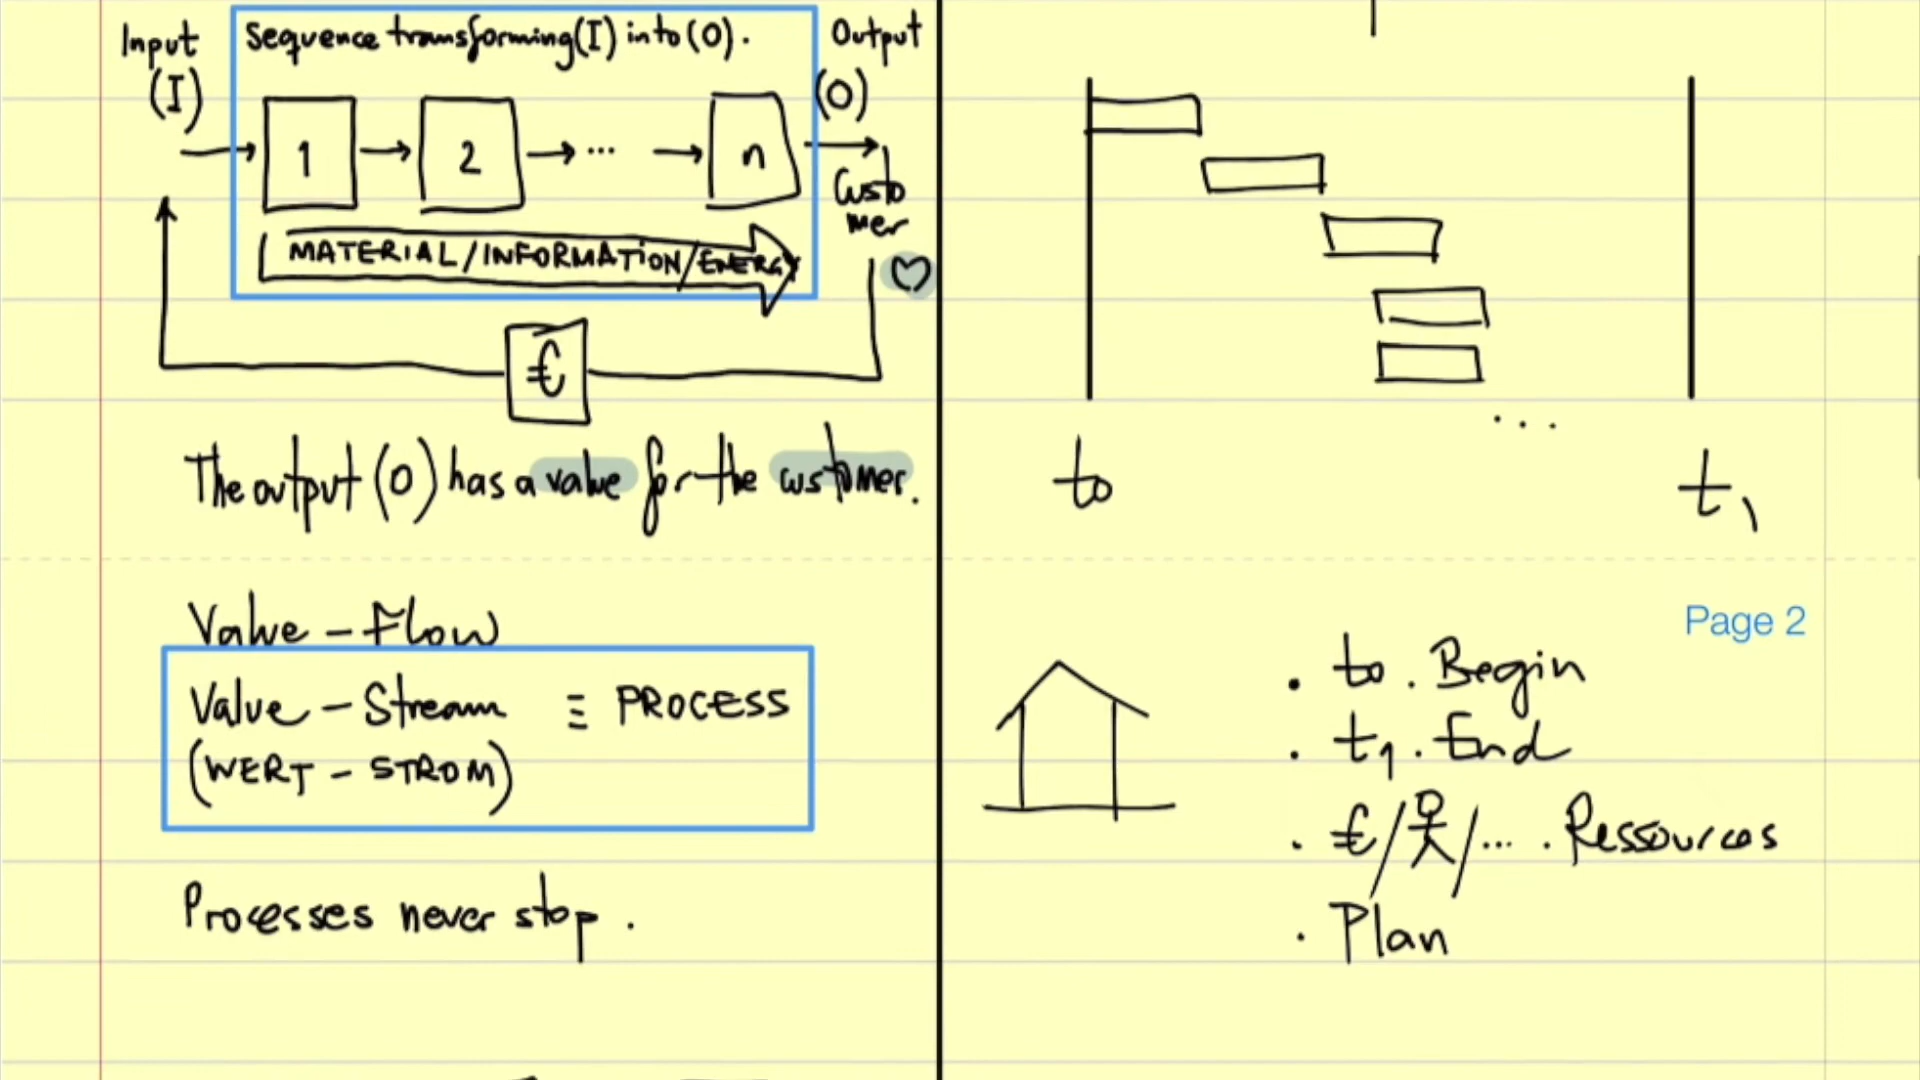 Input
(I)
Sequence transforming (I) into (O).
Output
(O)
1
2
...
n
Custo
mer
MATERIAL/INFORMATION/ENERGY
€
The output (O) has a value for the customer.
Value - Flow
Value - Stream ≡ PROCESS
(WERT - STROM)
Processes never stop.
...
to
t1
Page 2
. to . Begin
. t1 . End
. €/ /... . Ressources
. Plan